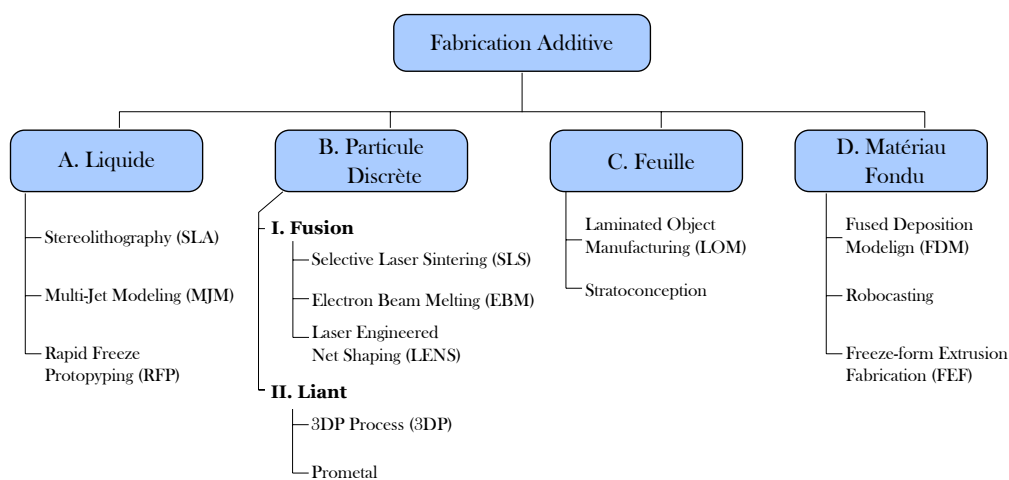 Fabrication Additive
A. Liquide
Stereolithography (SLA)
Multi-Jet Modeling (MJM)
Rapid Freeze
Protopyping (RFP)
B. Particule
Discrète
I. Fusion
Selective Laser Sintering (SLS)
Electron Beam Melting (EBM)
Laser Engineered
Net Shaping (LENS)
II. Liant
3DP Process (3DP)
Prometal
C. Feuille
Laminated Object
Manufacturing (LOM)
Stratoconception
D. Matériau
Fondu
Fused Deposition
Modelign (FDM)
Robocasting
Freeze-form Extrusion
Fabrication (FEF)